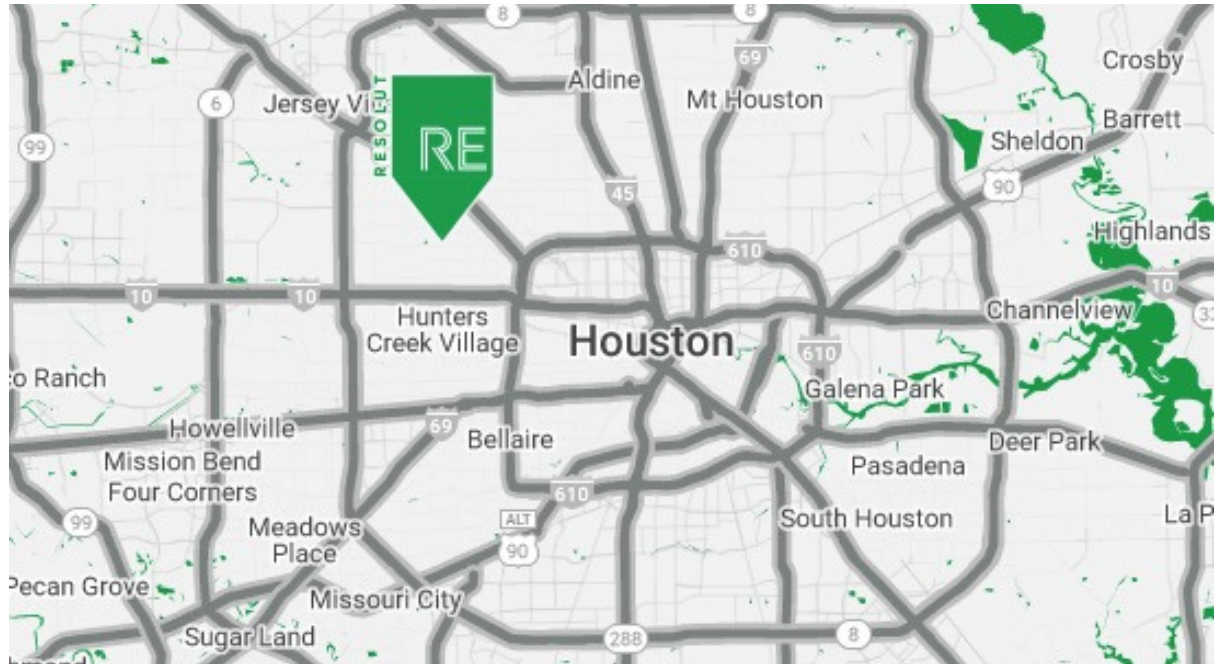 8
8
Crosby
69
Aldine
6
Jersey Vi
RESOLUT
Mt Houston
Barrett
99
RE
Sheldon
45
90
Highlands
610
10
10
10
Channelview
33
Hunters
Creek Village
Houston
610
co Ranch
Galena Park
69
Howellville
Bellaire
Deer Park
Mission Bend
Pasadena
Four Corners
610
99
ALT
90
Meadows
Place
South Houston
La P
Pecan Grove
Missouri City
Sugar Land
288
8